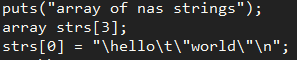 puts("array of nas strings");
array strs[3];
strs[0] = "\hello\t\"world\"\n";